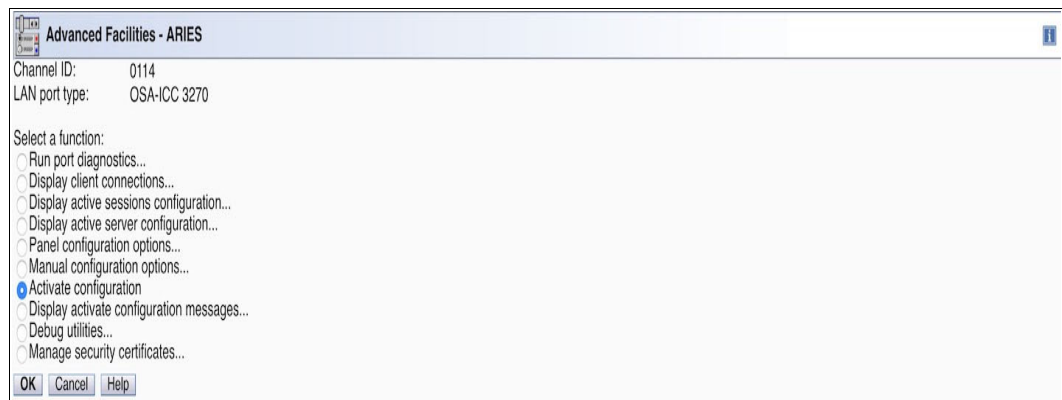 Advanced Facilities - ARIES
i
Channel ID: 0114
LAN port type: OSA-ICC 3270
Select a function:
Run port diagnostics...
Display client connections...
Display active sessions configuration...
Display active server configuration...
Panel configuration options...
Manual configuration options...
Activate configuration
Display activate configuration messages...
Debug utilities...
Manage security certificates...
OK Cancel Help